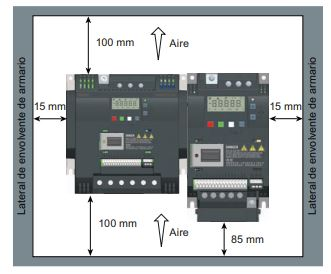 100 mm
Aire
15 mm
15 mm
Lateral de envolvente de armario
Lateral de envolvente de armario
100 mm
Aire
85 mm